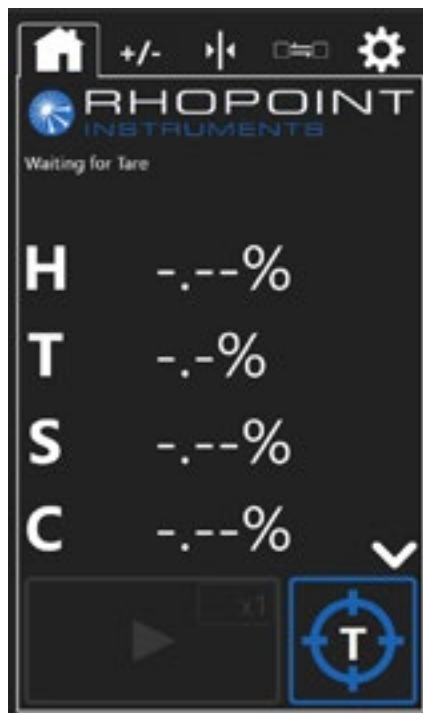 +/-
RHOPOINT
INSTRUMENTS
Waiting for Tare
H -.--%
T -.-%
S -.--%
C -.--%
x1
T